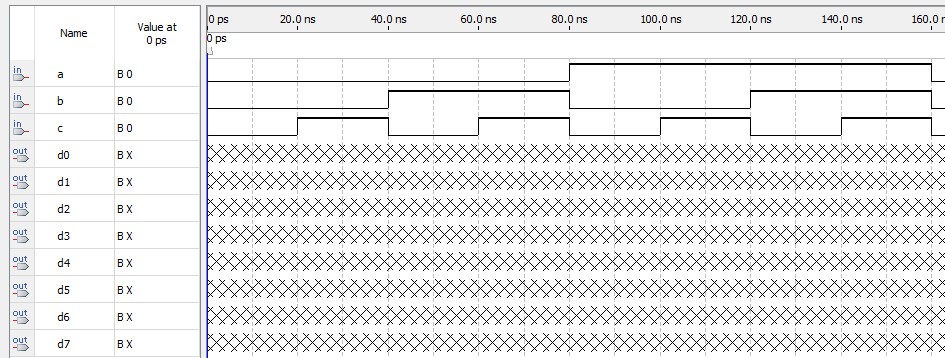 Name Value at 0 ps
0 ps 20.0 ns 40.0 ns 60.0 ns 80.0 ns 100.0 ns 120.0 ns 140.0 ns 160.0 n
0 ps
in a B 0
in b B 0
in c B 0
out d0 B X
out d1 B X
out d2 B X
out d3 B X
out d4 B X
out d5 B X
out d6 B X
out d7 B X